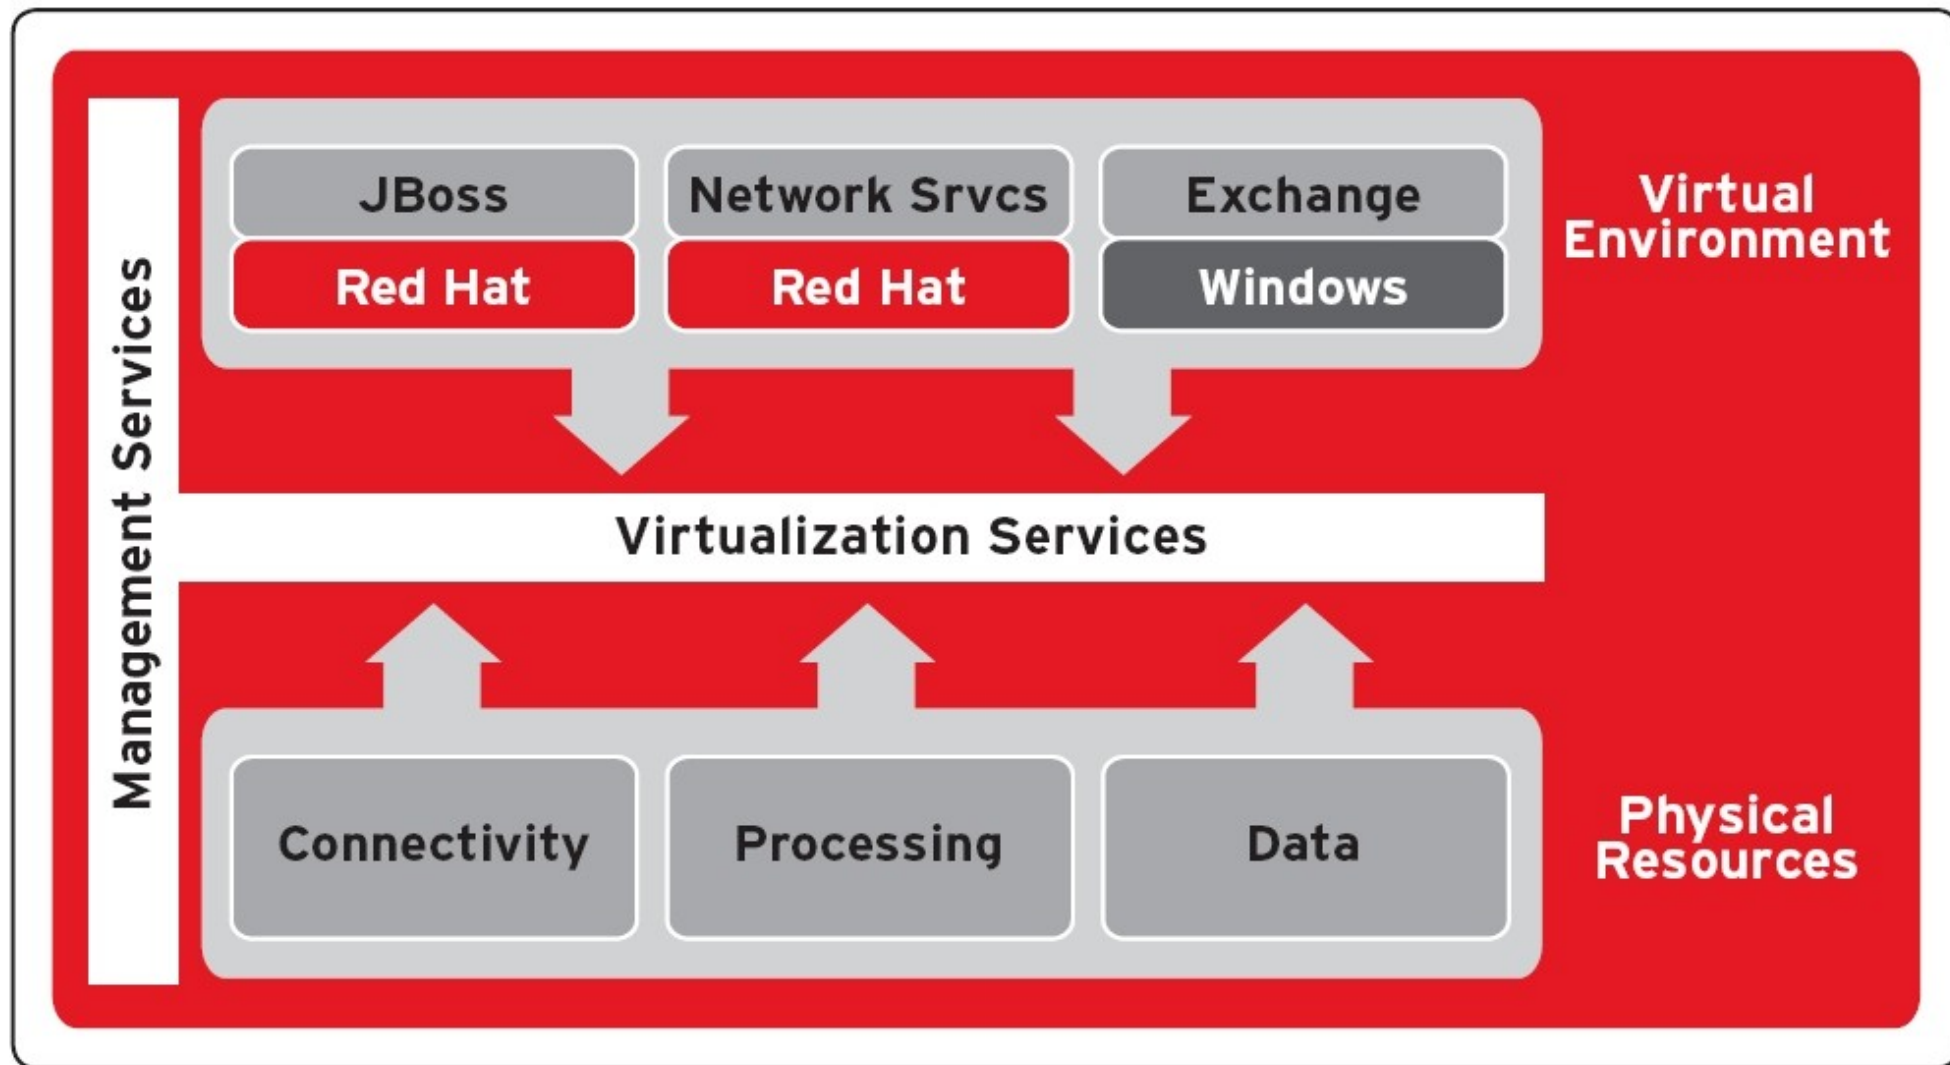 Management Services
JBoss
Network Srvcs
Exchange
Red Hat
Red Hat
Windows
Virtual
Environment
Virtualization Services
Connectivity
Processing
Data
Physical
Resources